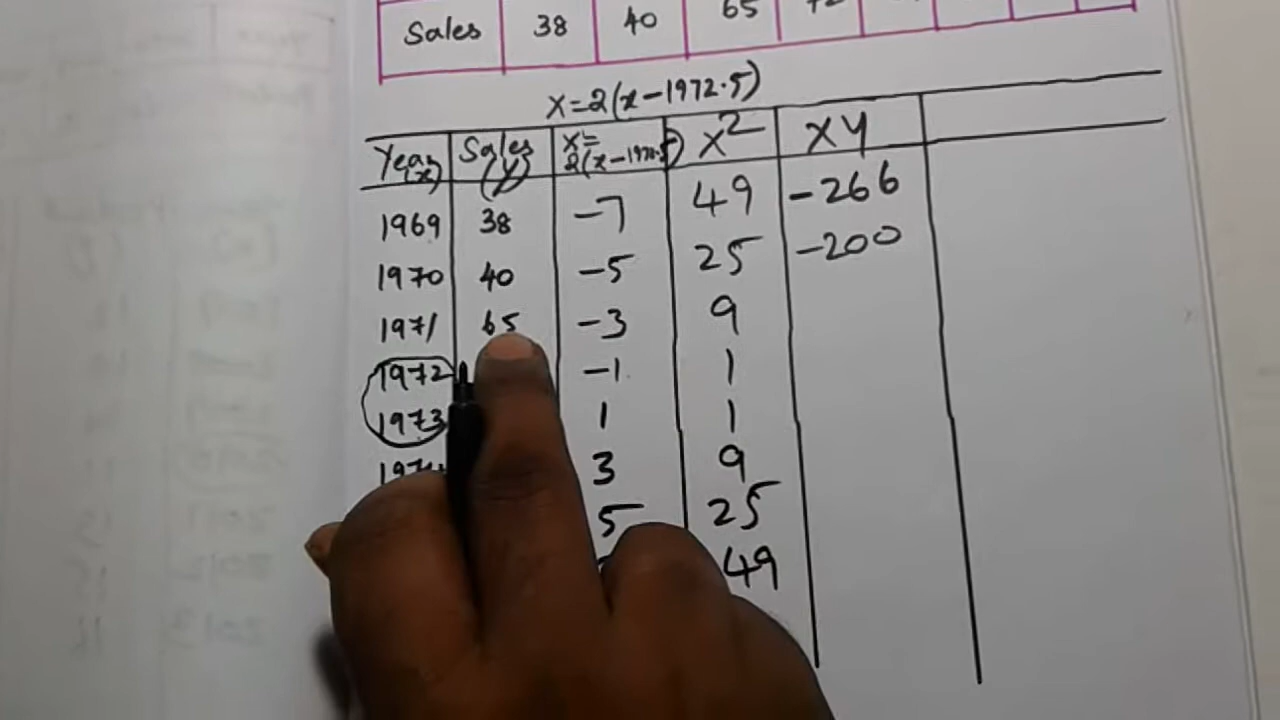 Sales 38 40 65 72
X=2(x-1972.5)
Year (x) Sales (y) X= 2(x-1972.5) X² XY
1969 38 -7 49 -266
1970 40 -5 25 -200
1971 65 -3 9
1972 -1 1
1973 1 1
3 9
5 25
49